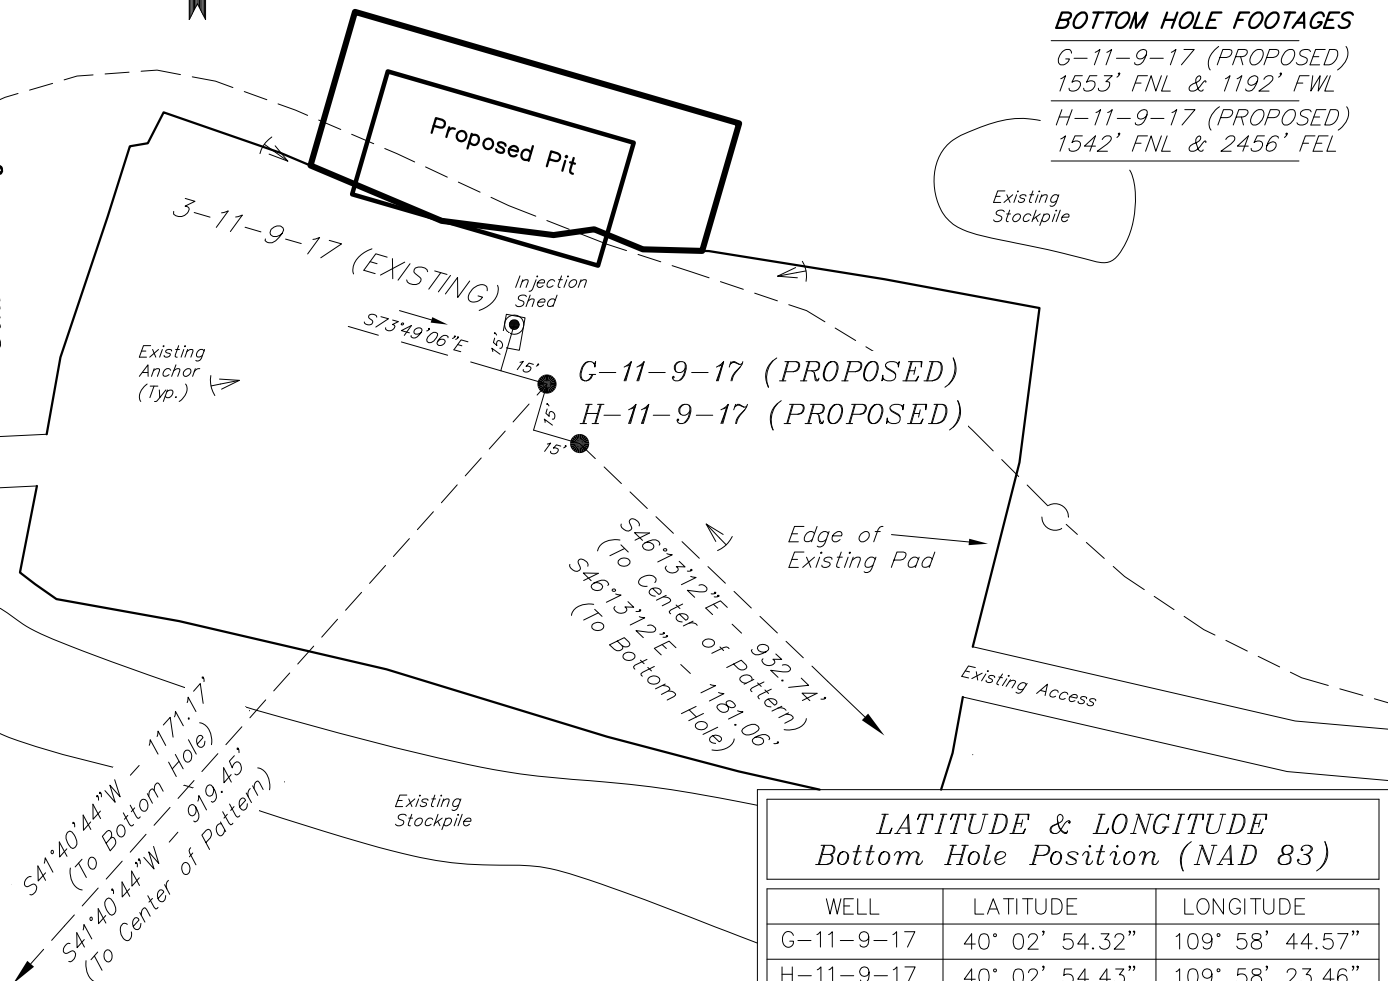 BOTTOM HOLE FOOTAGES
G-11-9-17 (PROPOSED)
1553' FNL & 1192' FWL
H-11-9-17 (PROPOSED)
1542' FNL & 2456' FEL
Proposed Pit
Existing
Stockpile
3-11-9-17 (EXISTING)
Injection
Shed
S73°49'06"E
15'
15'
Existing
Anchor
(Typ.)
G-11-9-17 (PROPOSED)
H-11-9-17 (PROPOSED)
15'
15'
Edge of
Existing Pad
S46°13'12"E - 932.74'
(To Center of Pattern)
S46°13'12"E - 1181.06'
(To Bottom Hole)
Existing Access
S41°40'44"W - 1171.17'
(To Bottom Hole)
S41°40'44"W - 919.45'
(To Center of Pattern)
Existing
Stockpile
LATITUDE & LONGITUDE
Bottom Hole Position (NAD 83)
WELL LATITUDE LONGITUDE
G-11-9-17 40° 02' 54.32" 109° 58' 44.57"
H-11-9-17 40° 02' 54.43" 109° 58' 23.46"